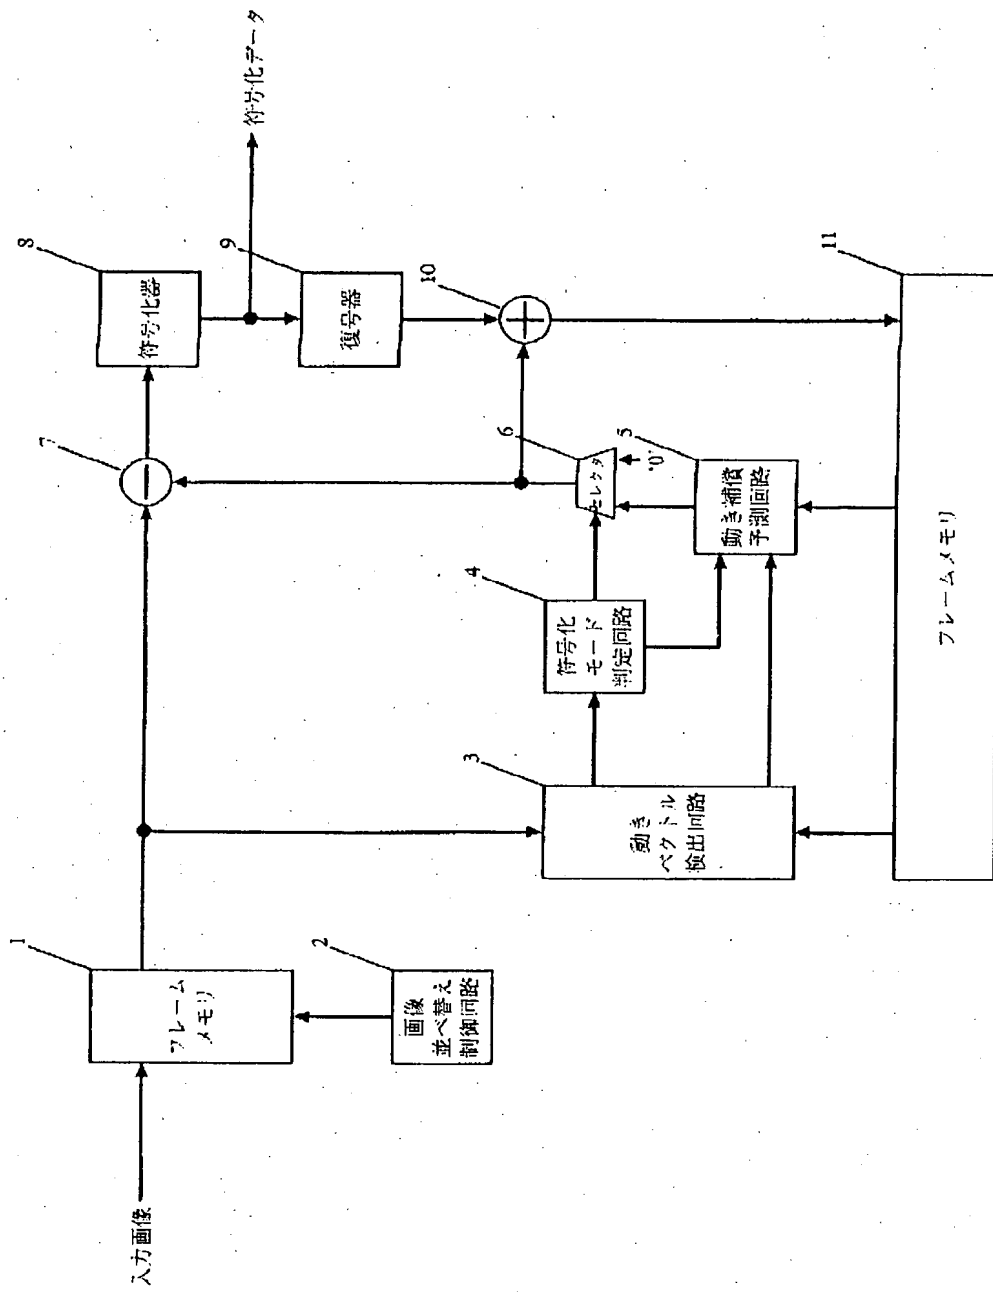 入力画像
1
フレーム
メモリ
2
画像
並べ替え
制御回路
3
動き
ベクトル
検出回路
4
符号化
モード
判定回路
5
動き補償
予測回路
6
セレクタ
'0'
7
8
符号化器
符号化データ
9
復号器
10
11
フレームメモリ